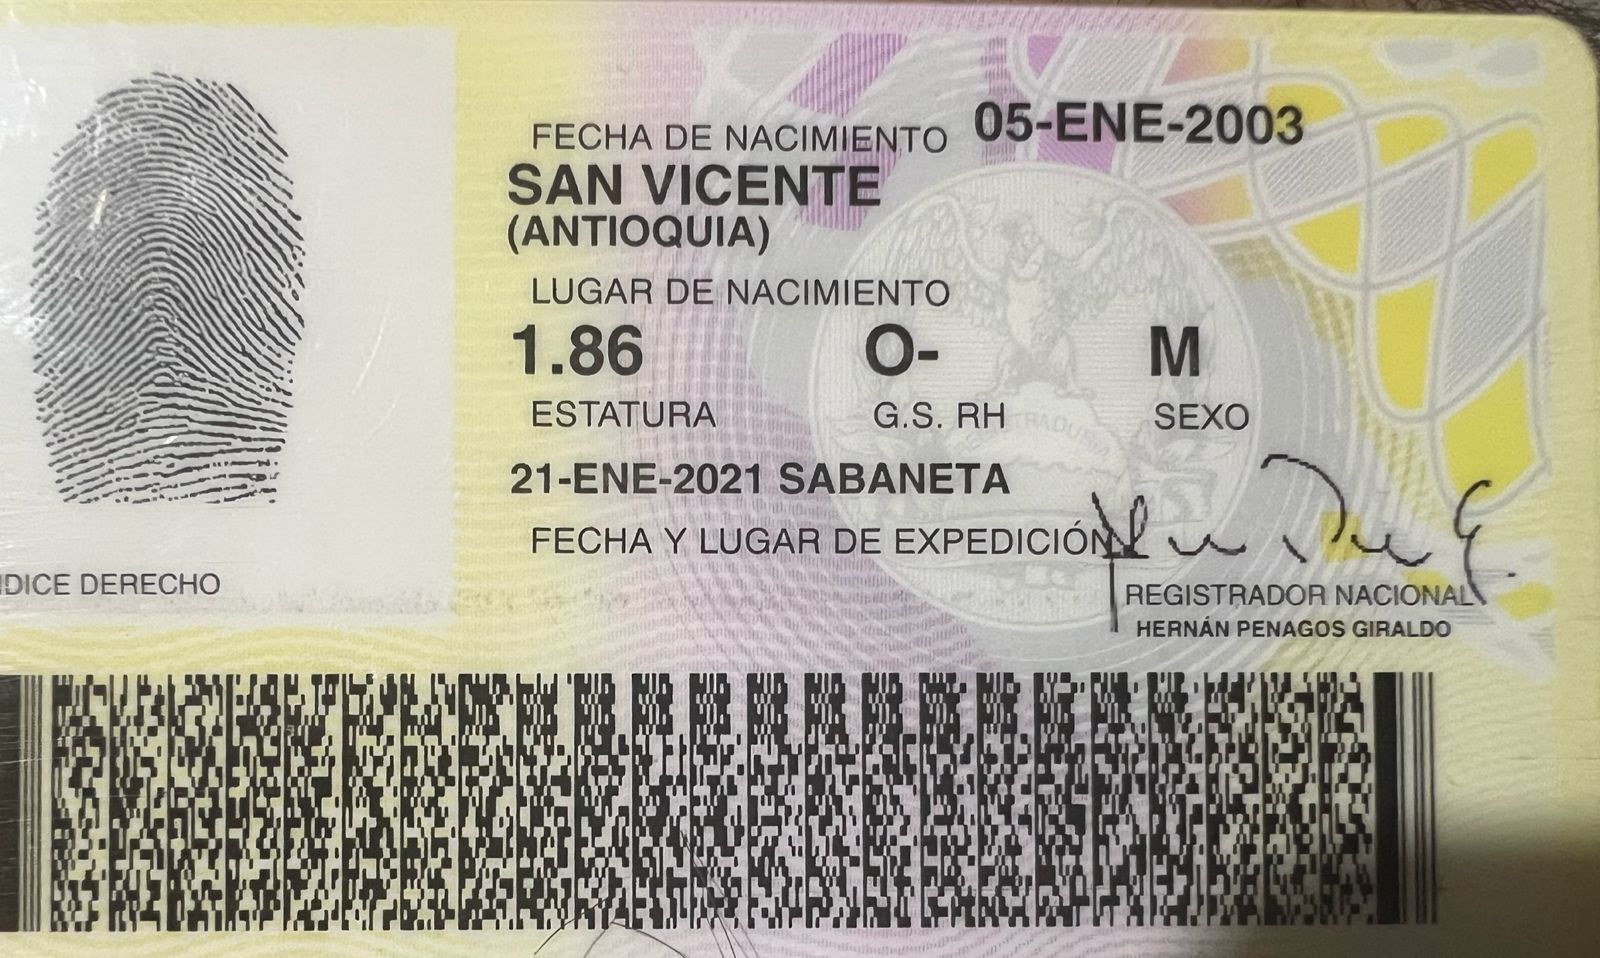 FECHA DE NACIMIENTO 05-ENE-2003
SAN VICENTE
(ANTIOQUIA)
LUGAR DE NACIMIENTO
1.86 O- M
ESTATURA G.S. RH SEXO
21-ENE-2021 SABANETA
FECHA Y LUGAR DE EXPEDICIÓN
DICE DERECHO
REGISTRADOR NACIONAL
HERNÁN PENAGOS GIRALDO